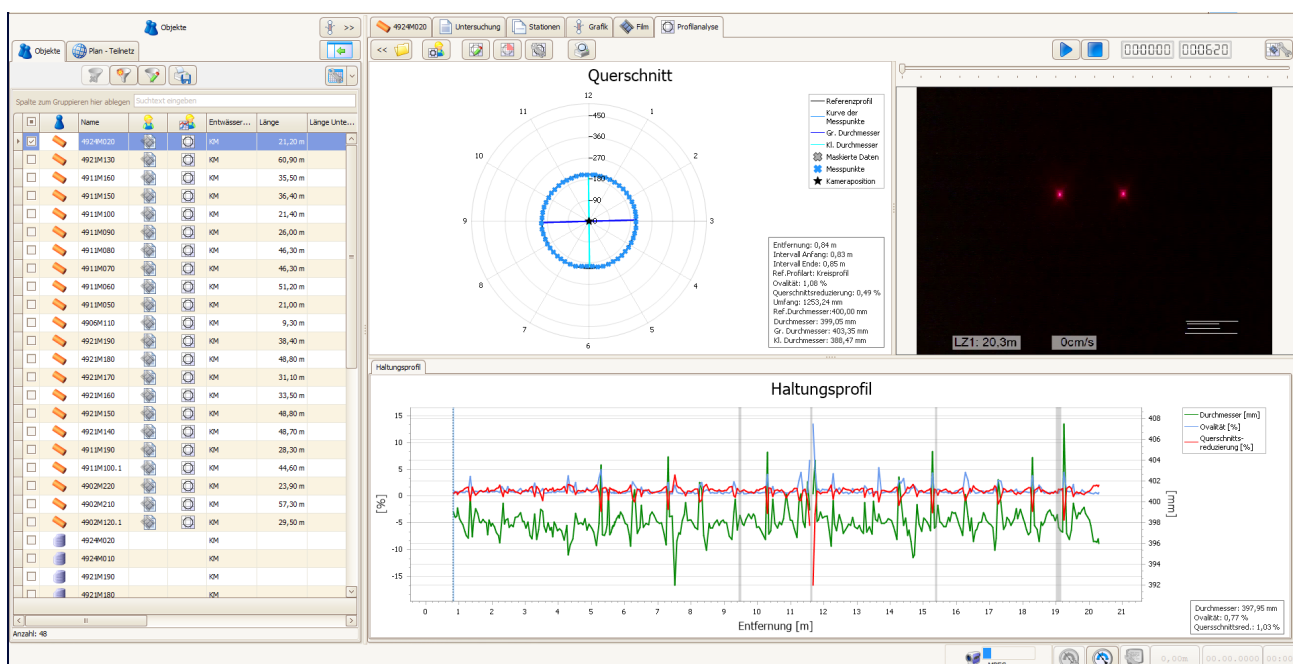 Objekte
>>
Objekte
Plan - Teilnetz
Spalte zum Gruppieren hier ablegen
Suchtext eingeben
Name Entwässer... Länge Länge Unte...
4924M020 KM 21,20 m
4921M130 KM 60,90 m
4911M160 KM 35,50 m
4911M150 KM 36,40 m
4911M100 KM 21,40 m
4911M090 KM 26,00 m
4911M080 KM 46,30 m
4911M070 KM 46,30 m
4911M060 KM 51,20 m
4911M050 KM 21,00 m
4906M110 KM 9,30 m
4921M190 KM 38,40 m
4921M180 KM 48,80 m
4921M170 KM 31,10 m
4921M160 KM 33,50 m
4921M150 KM 48,80 m
4921M140 KM 48,70 m
4911M190 KM 28,30 m
4911M100.1 KM 44,60 m
4902M220 KM 23,90 m
4902M210 KM 57,30 m
4902M120.1 KM 29,50 m
4924M020 KM
4924M010 KM
4921M190 KM
4921M180 KM
Anzahl: 48
4924M020
Untersuchung
Stationen
Grafik
Film
Profilanalyse
<<
000000 000620
Querschnitt
12
11 1
10 2
9 3
8 4
7 5
6
450
360
270
180
90
0
Referenzprofil
Kurve der
Messpunkte
Gr. Durchmesser
Kl. Durchmesser
Maskierte Daten
Messpunkte
Kameraposition
Entfernung: 0,84 m
Intervall Anfang: 0,83 m
Intervall Ende: 0,85 m
Ref.Profilart: Kreisprofil
Ovalität: 1,08 %
Querschnittsreduzierung: 0,49 %
Umfang: 1253,24 mm
Ref.Durchmesser:400,00 mm
Durchmesser: 399,05 mm
Gr. Durchmesser: 403,35 mm
Kl. Durchmesser: 388,47 mm
LZ1: 20,3m 0cm/s
Haltungsprofil
Haltungsprofil
15
10
5
0
-5
-10
-15
[%]
408
406
404
402
400
398
396
394
392
[mm]
0 1 2 3 4 5 6 7 8 9 10 11 12 13 14 15 16 17 18 19 20 21
Entfernung [m]
Durchmesser [mm]
Ovalität [%]
Querschnitts-
reduzierung [%]
Durchmesser: 397,95 mm
Ovalität: 0,77 %
Querschnittsred.: 1,03 %
MPEG
0,00m 00.00.0000 00:00